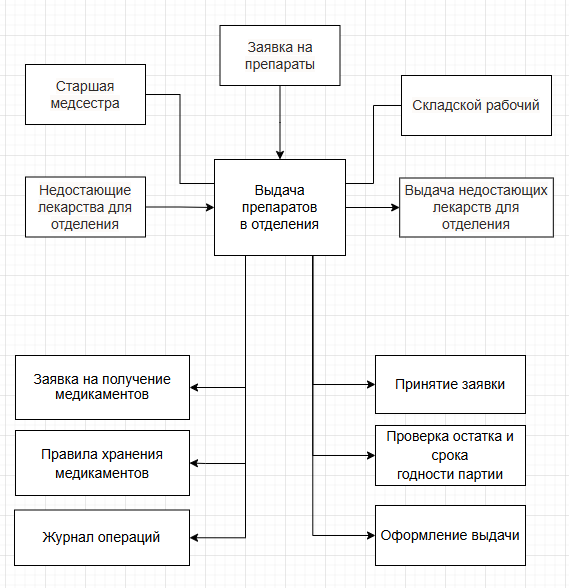 Заявка на
препараты
Старшая
медсестра
Складской рабочий
Недостающие
лекарства для
отделения
Выдача
препаратов
в отделения
Выдача недостающих
лекарств для
отделения
Заявка на получение
медикаментов
Принятие заявки
Правила хранения
медикаментов
Проверка остатка и
срока
годности партии
Журнал операций
Оформление выдачи